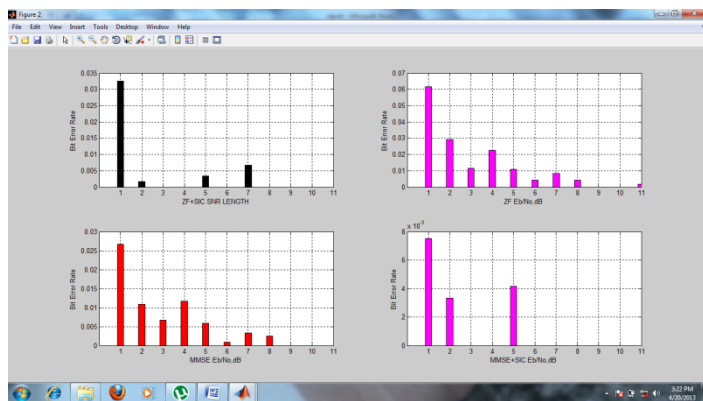 Figure 2
File Edit View Insert Tools Desktop Window Help
0.035
0.03
0.025
0.02
0.015
0.01
0.005
0
Bit Error Rate
1 2 3 4 5 6 7 8 9 10 11
ZF+SIC SNR LENGTH
0.07
0.06
0.05
0.04
0.03
0.02
0.01
0
Bit Error Rate
1 2 3 4 5 6 7 8 9 10 11
ZF Eb/No,dB
0.03
0.025
0.02
0.015
0.01
0.005
0
Bit Error Rate
1 2 3 4 5 6 7 8 9 10 11
MMSE Eb/No,dB
8 x 10^-3
6
4
2
0
Bit Error Rate
1 2 3 4 5 6 7 8 9 10 11
MMSE+SIC Eb/No,dB
3:22 PM
4/20/2013